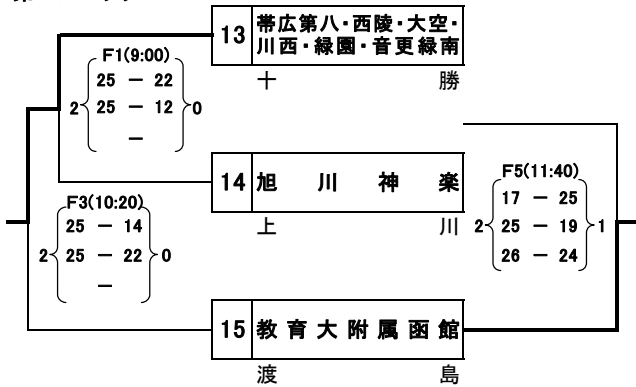 13 帯広第八・西陵・大空・
川西・緑園・音更緑南
十 勝
F1(9:00)
25 － 22
2 25 － 12 0
－
14 旭川神楽
上 川
F3(10:20)
25 － 14
2 25 － 22 0
－
F5(11:40)
17 － 25
2 25 － 19 1
26 － 24
15 教育大附属函館
渡 島